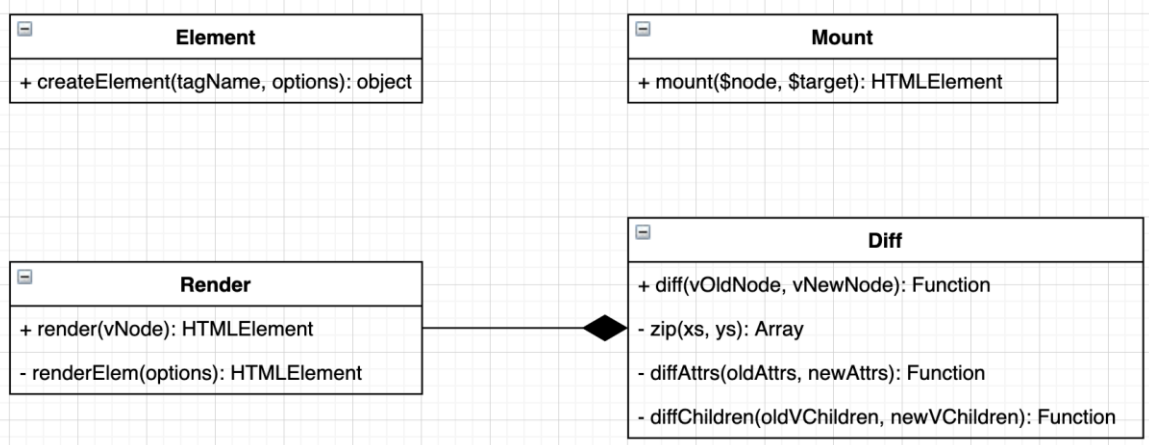 Element
+ createElement(tagName, options): object
Mount
+ mount($node, $target): HTMLElement
Render
+ render(vNode): HTMLElement
- renderElem(options): HTMLElement
Diff
+ diff(vOldNode, vNewNode): Function
- zip(xs, ys): Array
- diffAttrs(oldAttrs, newAttrs): Function
- diffChildren(oldVChildren, newVChildren): Function